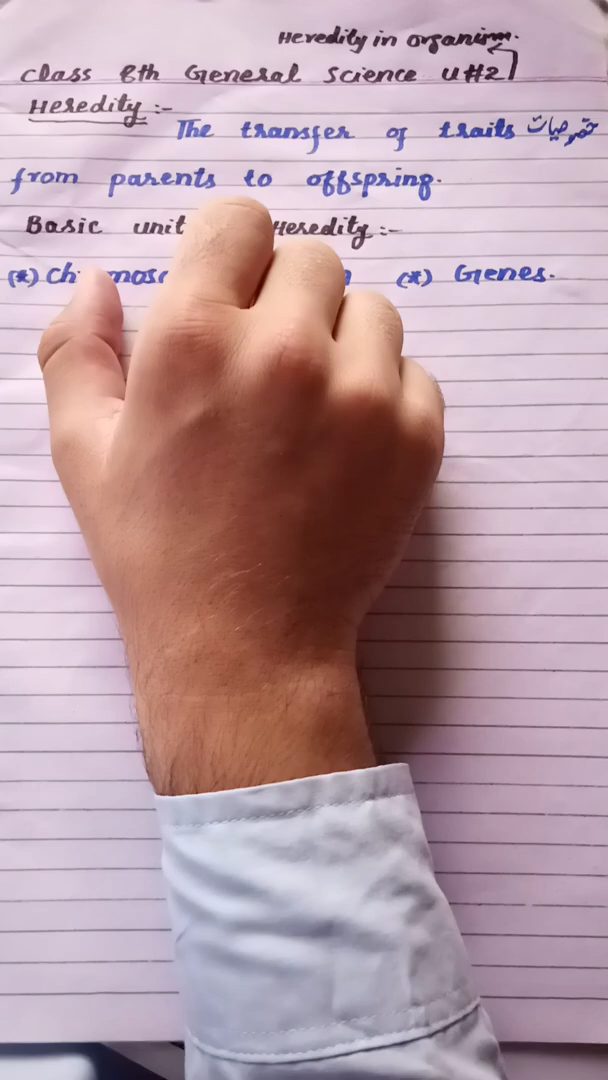 Heredity in organism.
Class 8th General Science U#2
Heredity :-
The transfer of traits خصوصیات
from parents to offspring.
Basic unit Heredity :-
(*) (*) Genes.